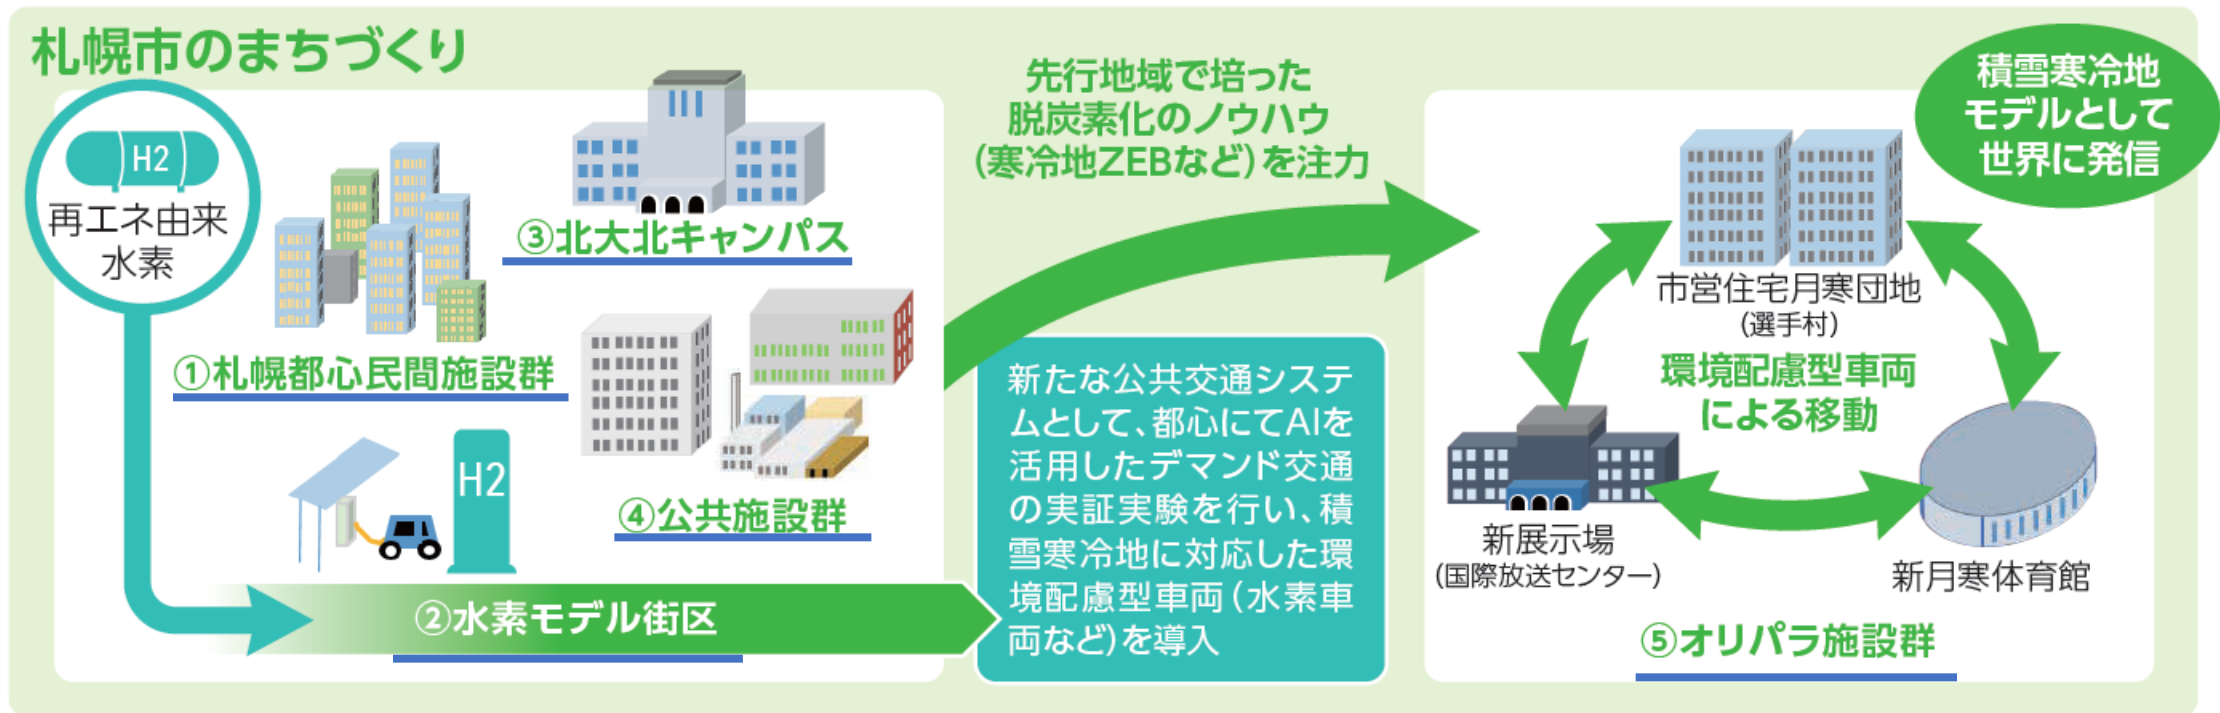 札幌市のまちづくり
H2
再エネ由来
水素
①札幌都心民間施設群
③北大北キャンパス
④公共施設群
H2
②水素モデル街区
先行地域で培った
脱炭素化のノウハウ
（寒冷地ZEBなど）を注力
新たな公共交通システ
ムとして、都心にてAIを
活用したデマンド交通
の実証実験を行い、積
雪寒冷地に対応した環
境配慮型車両（水素車
両など）を導入
積雪寒冷地
モデルとして
世界に発信
市営住宅月寒団地
（選手村）
環境配慮型車両
による移動
新展示場
（国際放送センター）
新月寒体育館
⑤オリパラ施設群